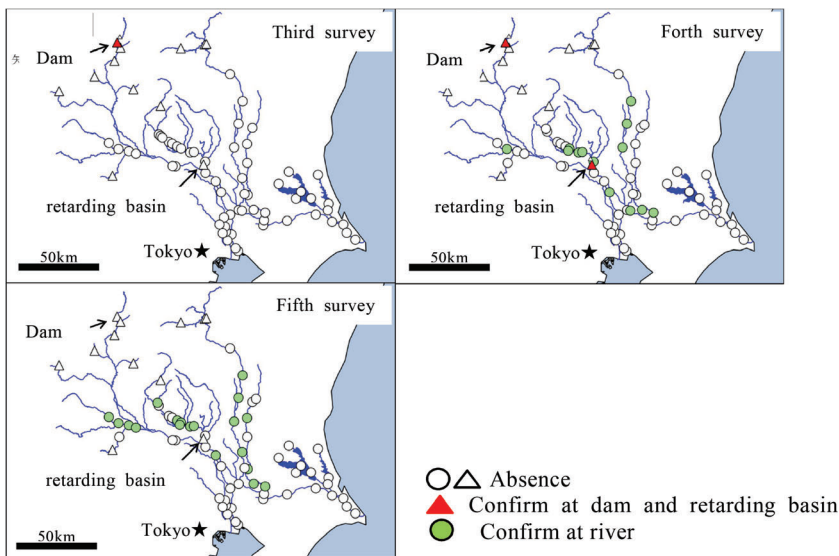 Third survey
Dam
retarding basin
Tokyo★
50km
Forth survey
Dam
retarding basin
Tokyo★
50km
Fifth survey
Dam
retarding basin
Tokyo★
50km
Absence
Confirm at dam and retarding basin
Confirm at river